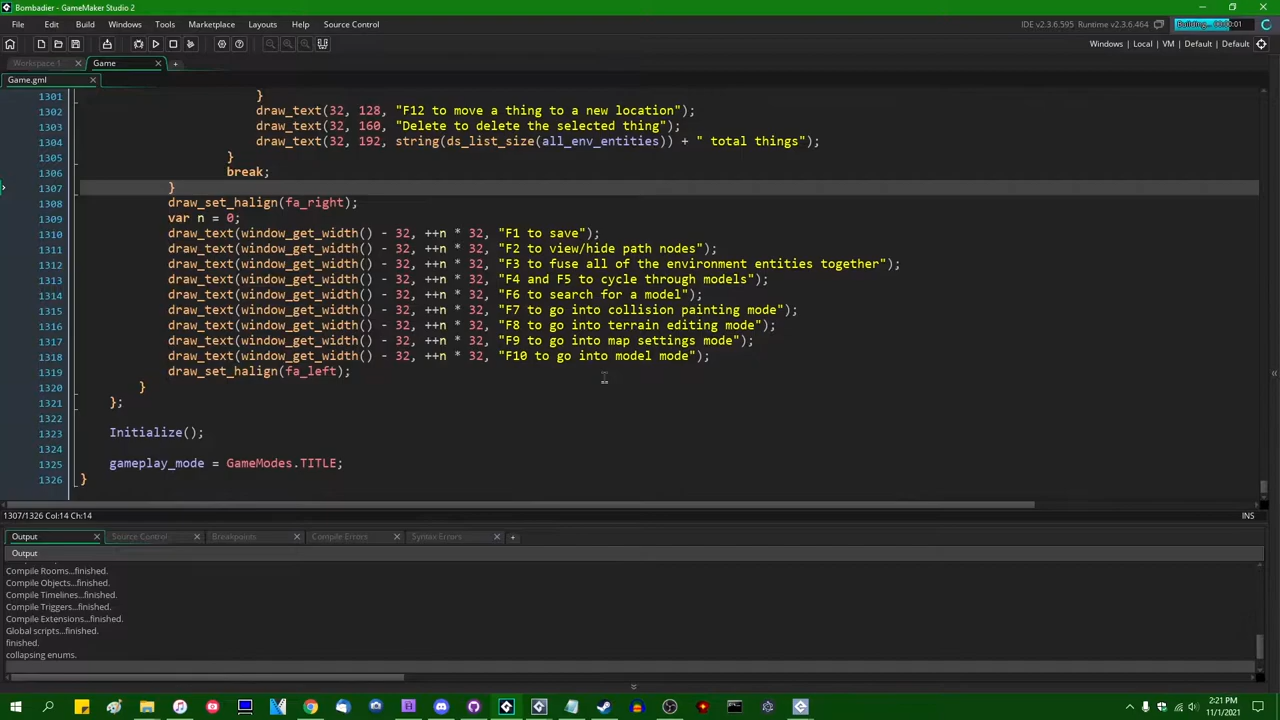 Bombadier - GameMaker Studio 2
File Edit Build Windows Tools Marketplace Layouts Help Source Control
IDE v2.3.6.595 Runtime v2.3.6.464
Building... 00:00:01
Windows | Local | VM | Default | Default
Workspace 1 Game
Game.gml
1301 }
1302 draw_text(32, 128, "F12 to move a thing to a new location");
1303 draw_text(32, 160, "Delete to delete the selected thing");
1304 draw_text(32, 192, string(ds_list_size(all_env_entities)) + " total things");
1305 }
1306 break;
1307 }
1308 draw_set_halign(fa_right);
1309 var n = 0;
1310 draw_text(window_get_width() - 32, ++n * 32, "F1 to save");
1311 draw_text(window_get_width() - 32, ++n * 32, "F2 to view/hide path nodes");
1312 draw_text(window_get_width() - 32, ++n * 32, "F3 to fuse all of the environment entities together");
1313 draw_text(window_get_width() - 32, ++n * 32, "F4 and F5 to cycle through models");
1314 draw_text(window_get_width() - 32, ++n * 32, "F6 to search for a model");
1315 draw_text(window_get_width() - 32, ++n * 32, "F7 to go into collision painting mode");
1316 draw_text(window_get_width() - 32, ++n * 32, "F8 to go into terrain editing mode");
1317 draw_text(window_get_width() - 32, ++n * 32, "F9 to go into map settings mode");
1318 draw_text(window_get_width() - 32, ++n * 32, "F10 to go into model mode");
1319 draw_set_halign(fa_left);
1320 }
1321 };
1322
1323 Initialize();
1324
1325 gameplay_mode = GameModes.TITLE;
1326 }
1307/1326 Col:14 Ch:14
INS
Output Source Control Breakpoints Compile Errors Syntax Errors
Output
Compile Rooms...finished.
Compile Objects...finished.
Compile Timelines...finished.
Compile Triggers...finished.
Compile Extensions...finished.
Global scripts...finished.
finished.
collapsing enums.
2:21 PM
11/1/2021